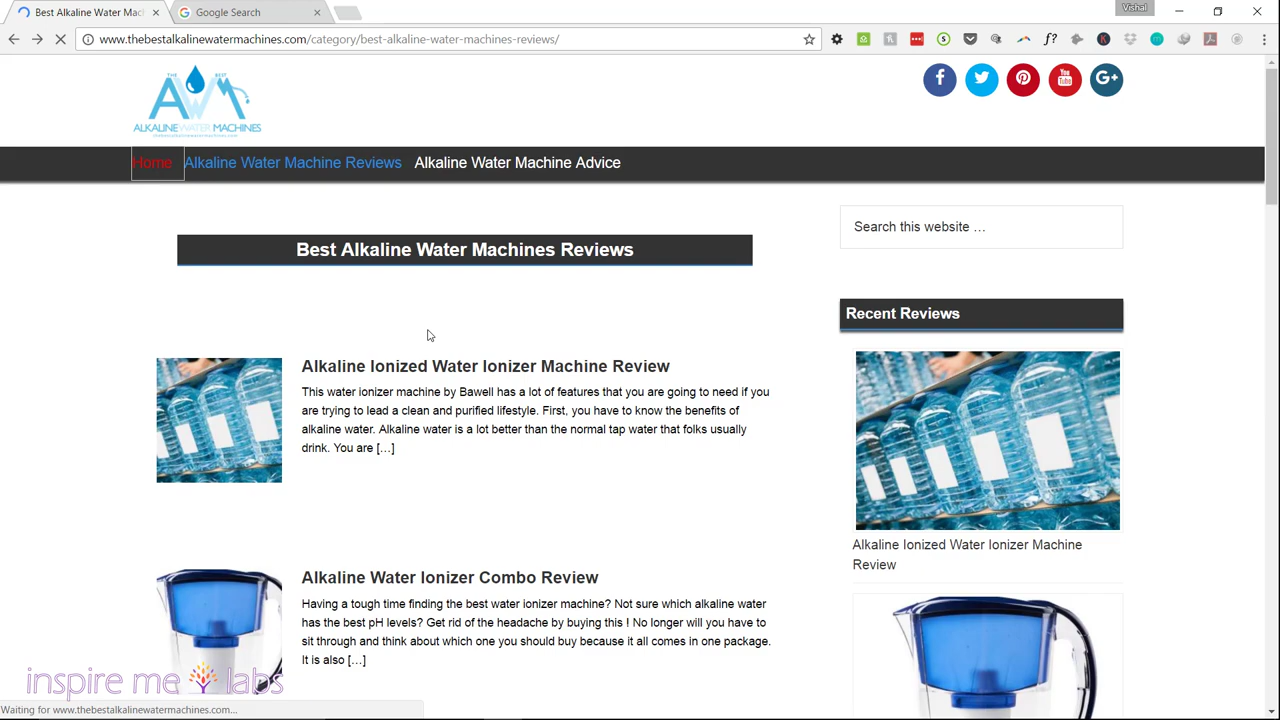 Best Alkaline Water Mac
Google Search
Vishal
www.thebestalkalinewatermachines.com/category/best-alkaline-water-machines-reviews/
THE BEST
AWM
ALKALINE WATER MACHINES
Home Alkaline Water Machine Reviews Alkaline Water Machine Advice
Search this website …
Best Alkaline Water Machines Reviews
Recent Reviews
Alkaline Ionized Water Ionizer Machine Review
This water ionizer machine by Bawell has a lot of features that you are going to need if you
are trying to lead a clean and purified lifestyle. First, you have to know the benefits of
alkaline water. Alkaline water is a lot better than the normal tap water that folks usually
drink. You are […]
Alkaline Ionized Water Ionizer Machine
Review
Alkaline Water Ionizer Combo Review
Having a tough time finding the best water ionizer machine? Not sure which alkaline water
has the best pH levels? Get rid of the headache by buying this ! No longer will you have to
sit through and think about which one you should buy because it all comes in one package.
It is also […]
inspire me labs
Waiting for www.thebestalkalinewatermachines.com...